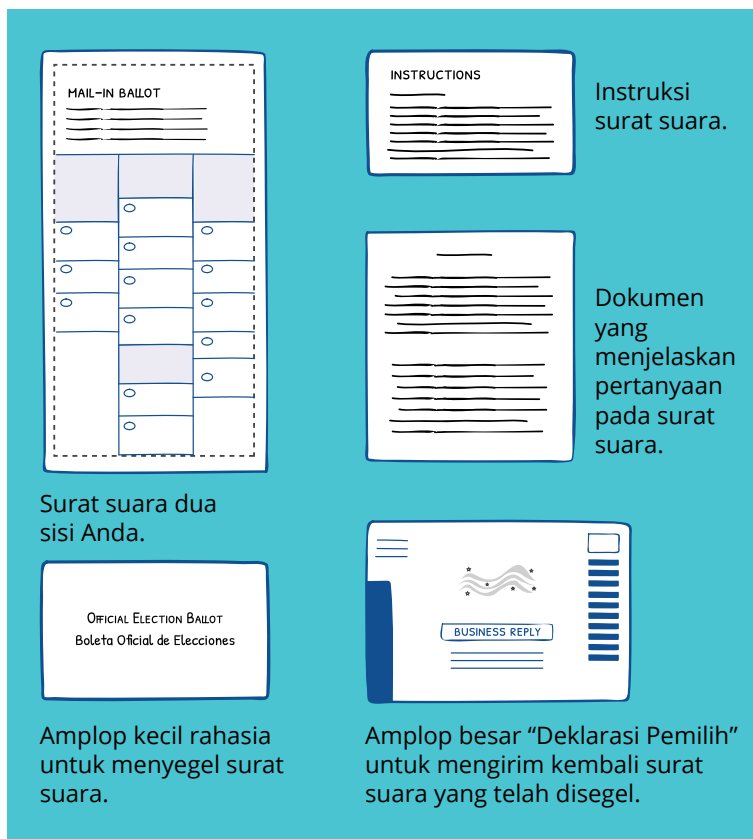 MAIL-IN BALLOT
Surat suara dua
sisi Anda.
INSTRUCTIONS
Instruksi
surat suara.
Dokumen
yang
menjelaskan
pertanyaan
pada surat
suara.
OFFICIAL ELECTION BALLOT
Boleta Oficial de Elecciones
Amplop kecil rahasia
untuk menyegel surat
suara.
BUSINESS REPLY
Amplop besar “Deklarasi Pemilih”
untuk mengirim kembali surat
suara yang telah disegel.